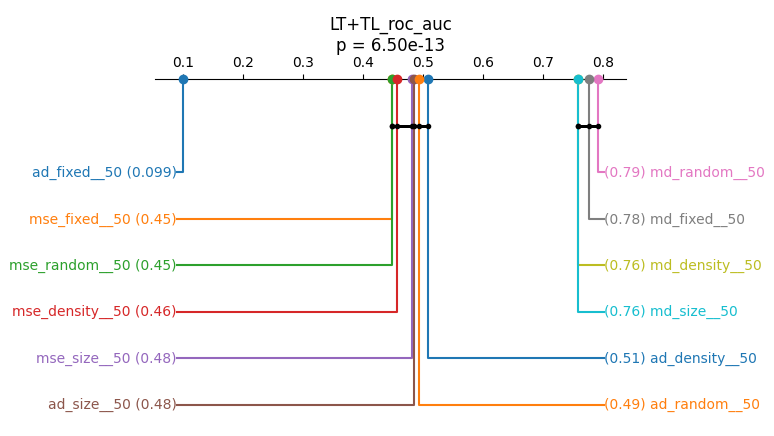 LT+TL_roc_auc
p = 6.50e-13
0.1 0.2 0.3 0.4 0.5 0.6 0.7 0.8
ad_fixed__50 (0.099)
(0.79) md_random__50
mse_fixed__50 (0.45)
(0.78) md_fixed__50
mse_random__50 (0.45)
(0.76) md_density__50
mse_density__50 (0.46)
(0.76) md_size__50
mse_size__50 (0.48)
(0.51) ad_density__50
ad_size__50 (0.48)
(0.49) ad_random__50